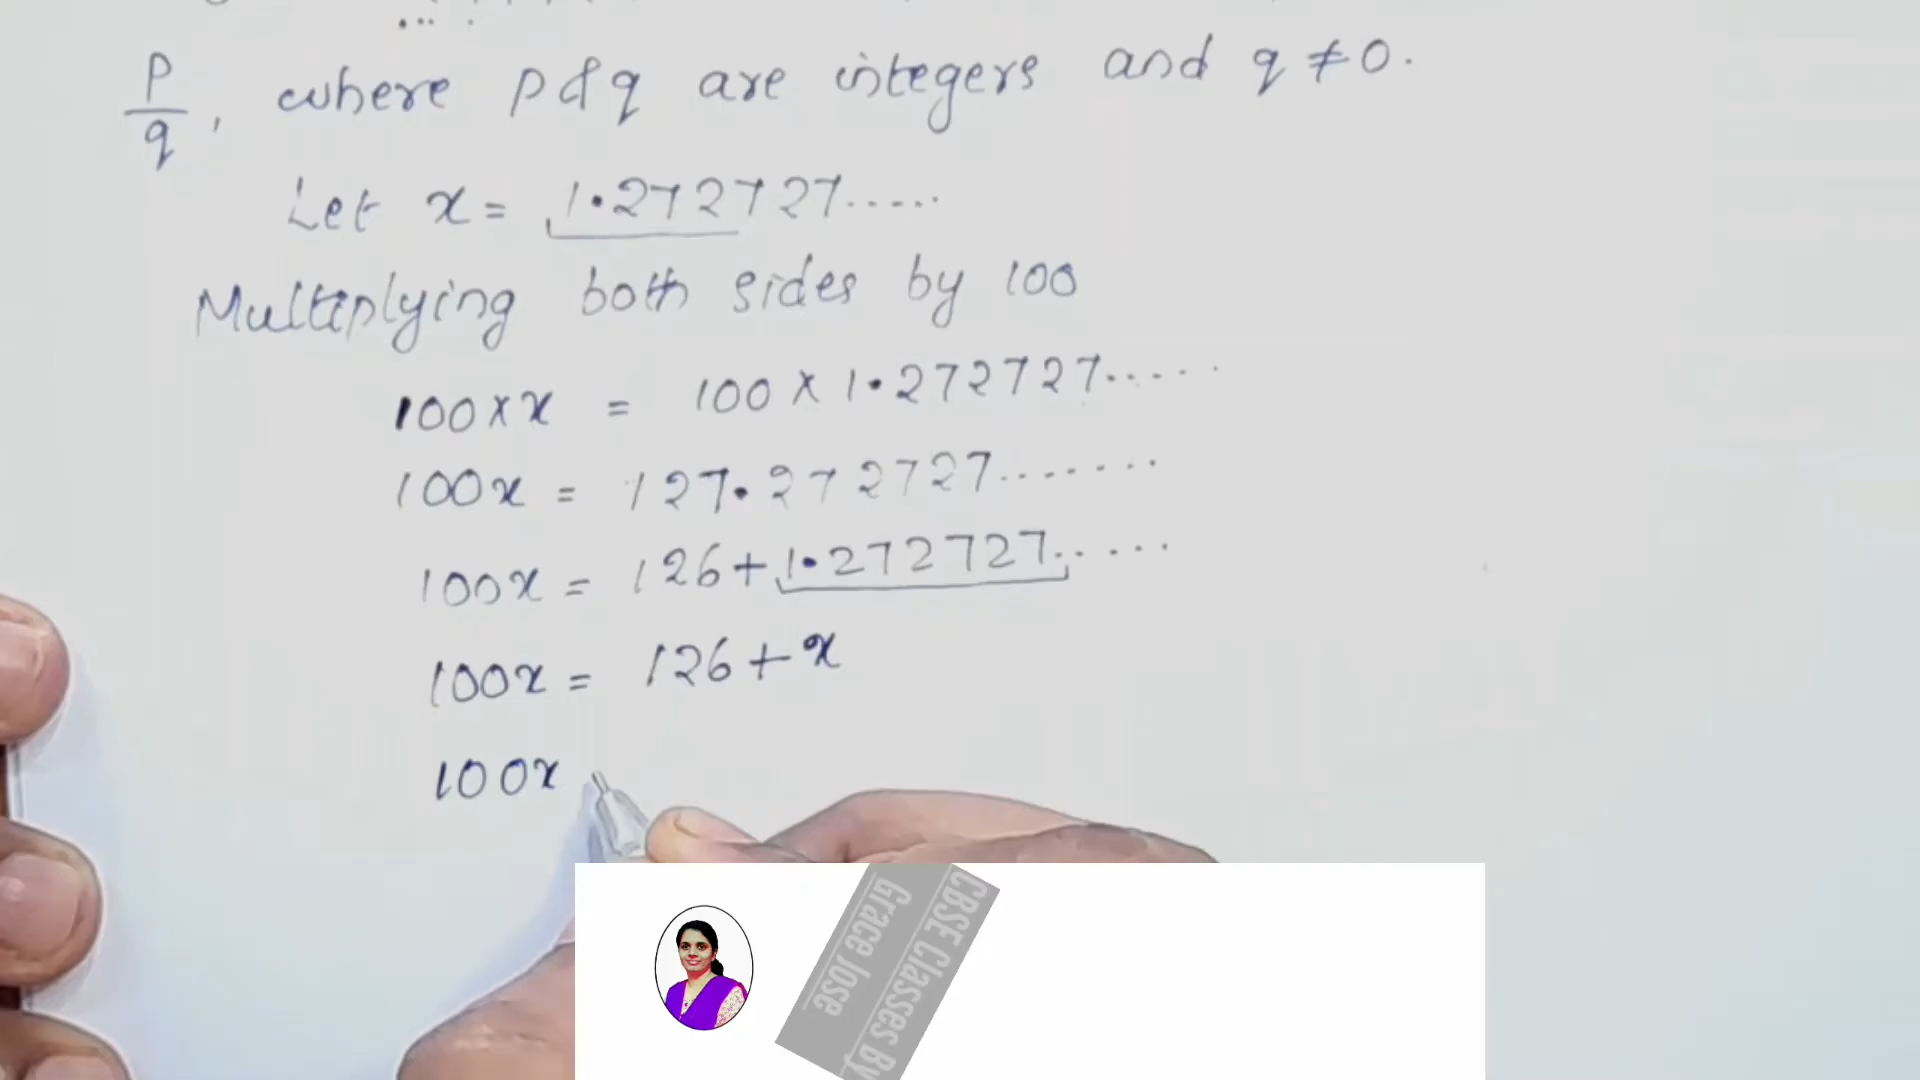 p/q, where p & q are integers and q ≠ 0.
Let x = 1.272727.....
Multiplying both sides by 100
100 × x = 100 × 1.272727.....
100x = 127.272727.......
100x = 126 + 1.272727.....
100x = 126 + x
100x
CBSE Classes By
Grace Jose